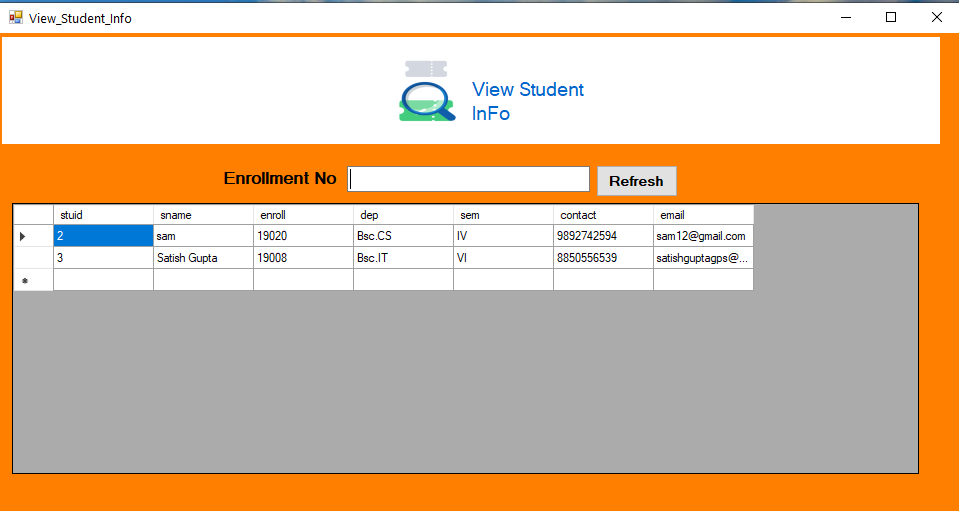 View_Student_Info
View Student
InFo
Enrollment No Refresh
stuid sname enroll dep sem contact email
2 sam 19020 Bsc.CS IV 9892742594 sam12@gmail.com
3 Satish Gupta 19008 Bsc.IT VI 8850556539 satishguptagps@...